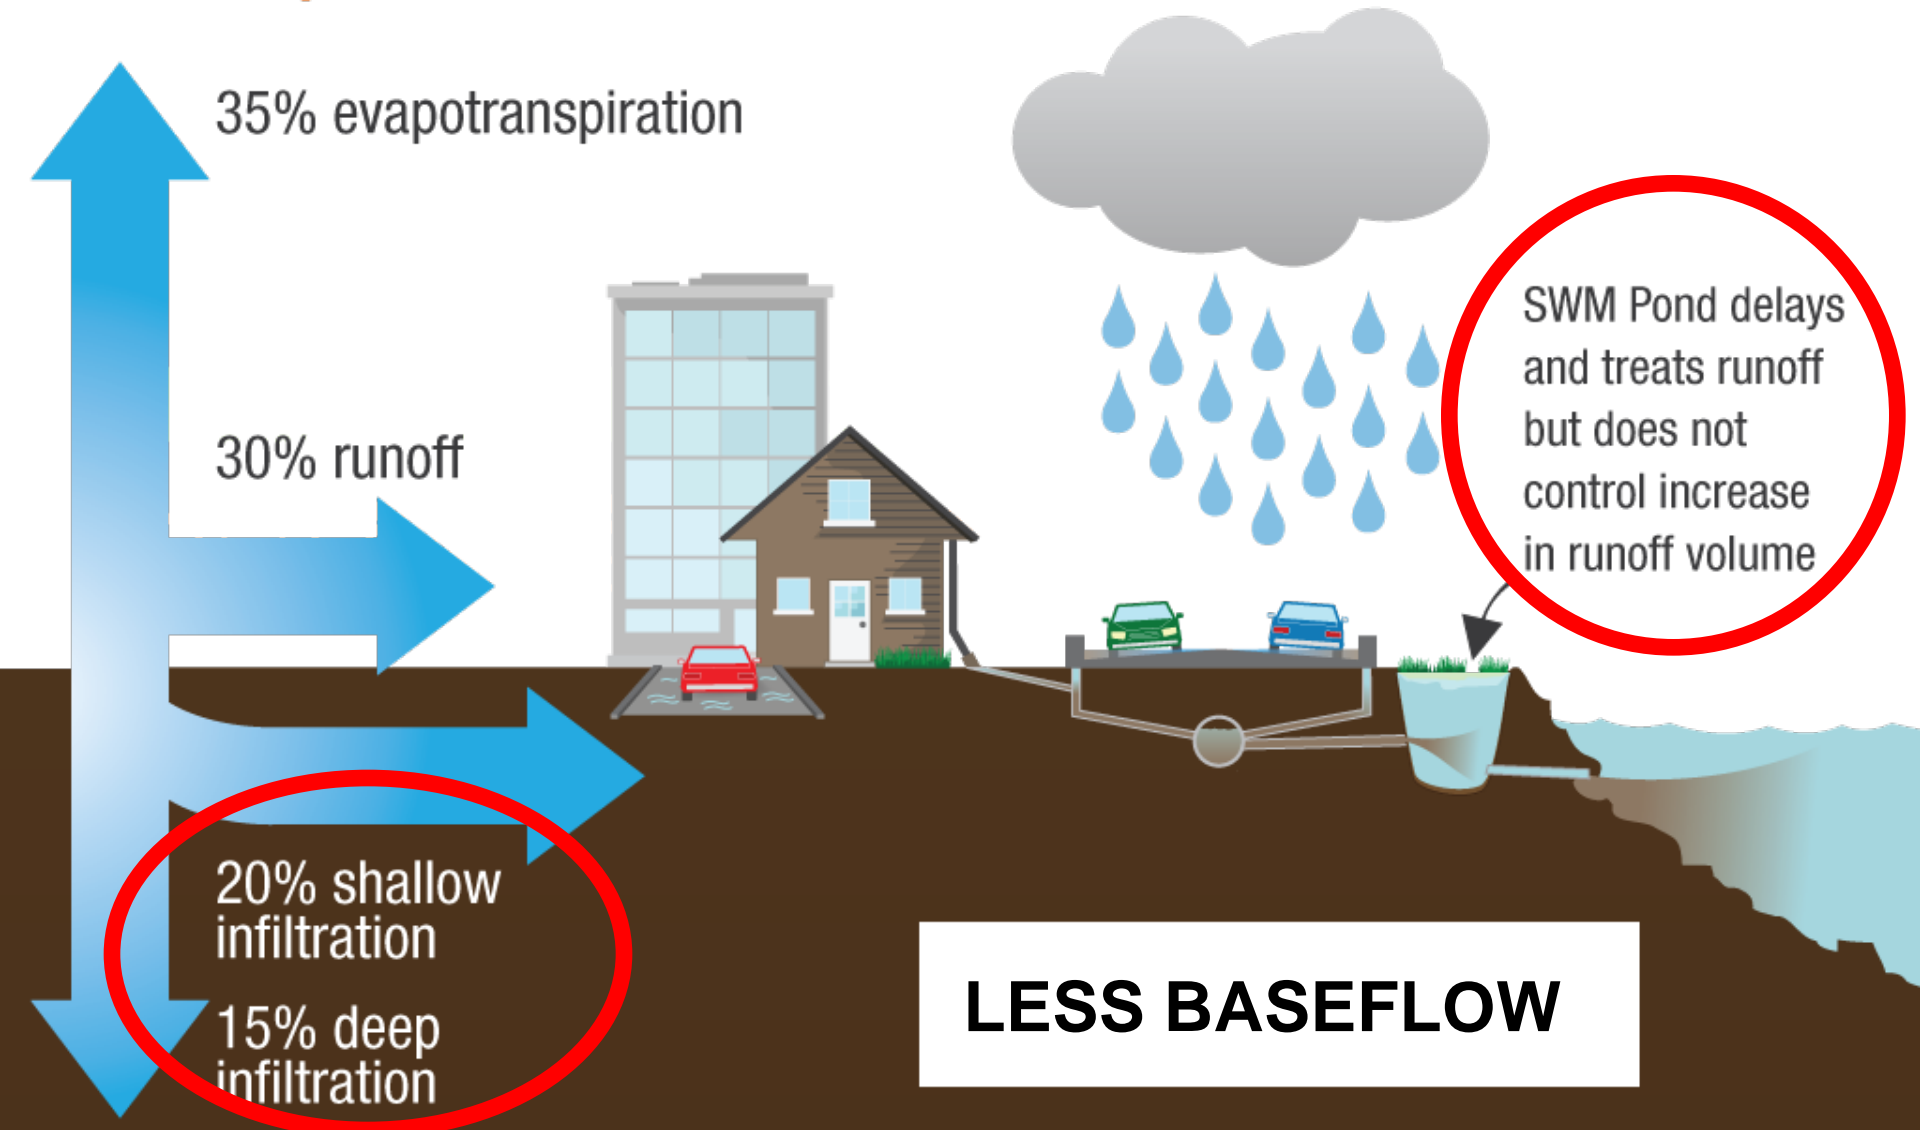 35% evapotranspiration
30% runoff
SWM Pond delays
and treats runoff
but does not
control increase
in runoff volume
20% shallow
infiltration
15% deep
infiltration
LESS BASEFLOW